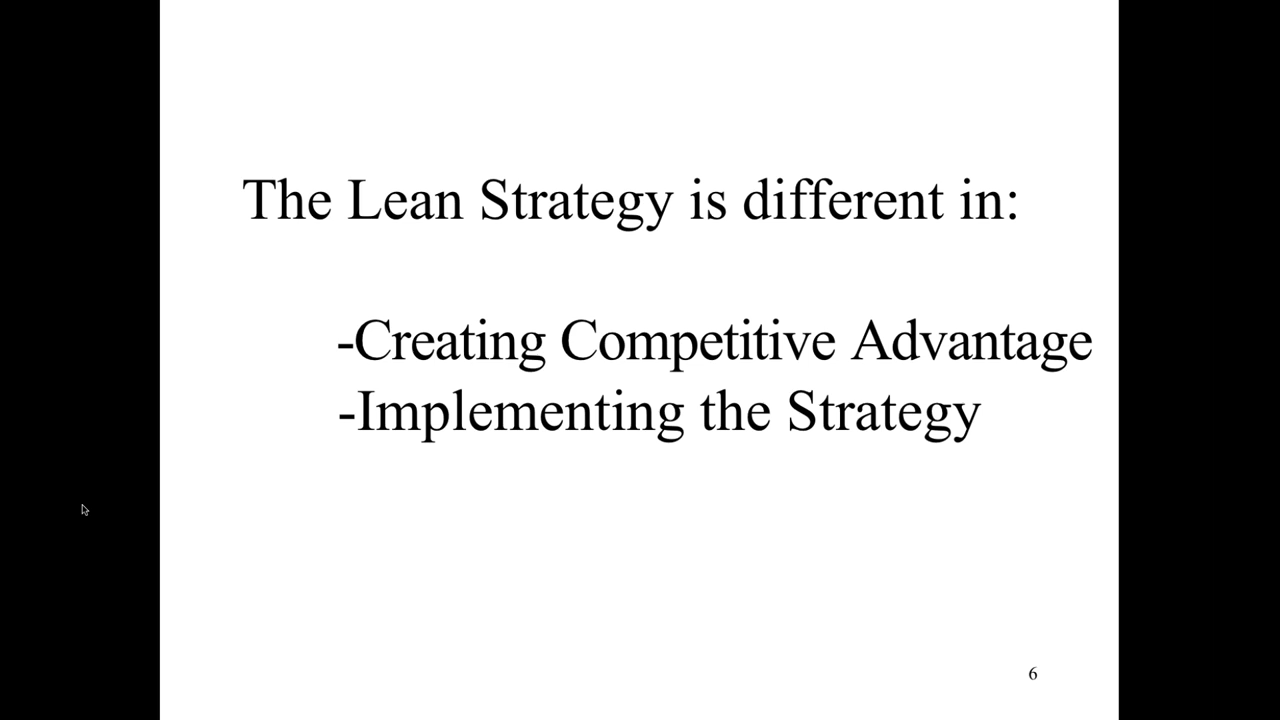 The Lean Strategy is different in:
-Creating Competitive Advantage
-Implementing the Strategy
6